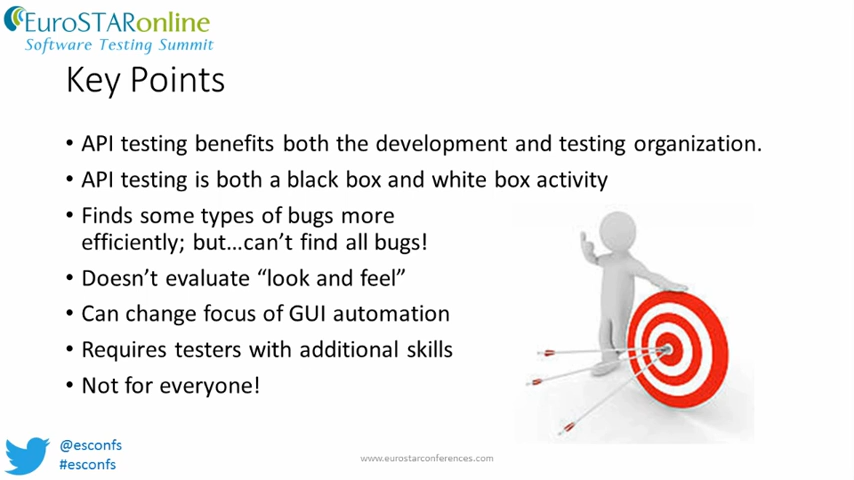 EuroSTARonline
Software Testing Summit
Key Points
• API testing benefits both the development and testing organization.
• API testing is both a black box and white box activity
• Finds some types of bugs more
efficiently; but…can’t find all bugs!
• Doesn’t evaluate “look and feel”
• Can change focus of GUI automation
• Requires testers with additional skills
• Not for everyone!
@esconfs
#esconfs
www.eurostarconferences.com